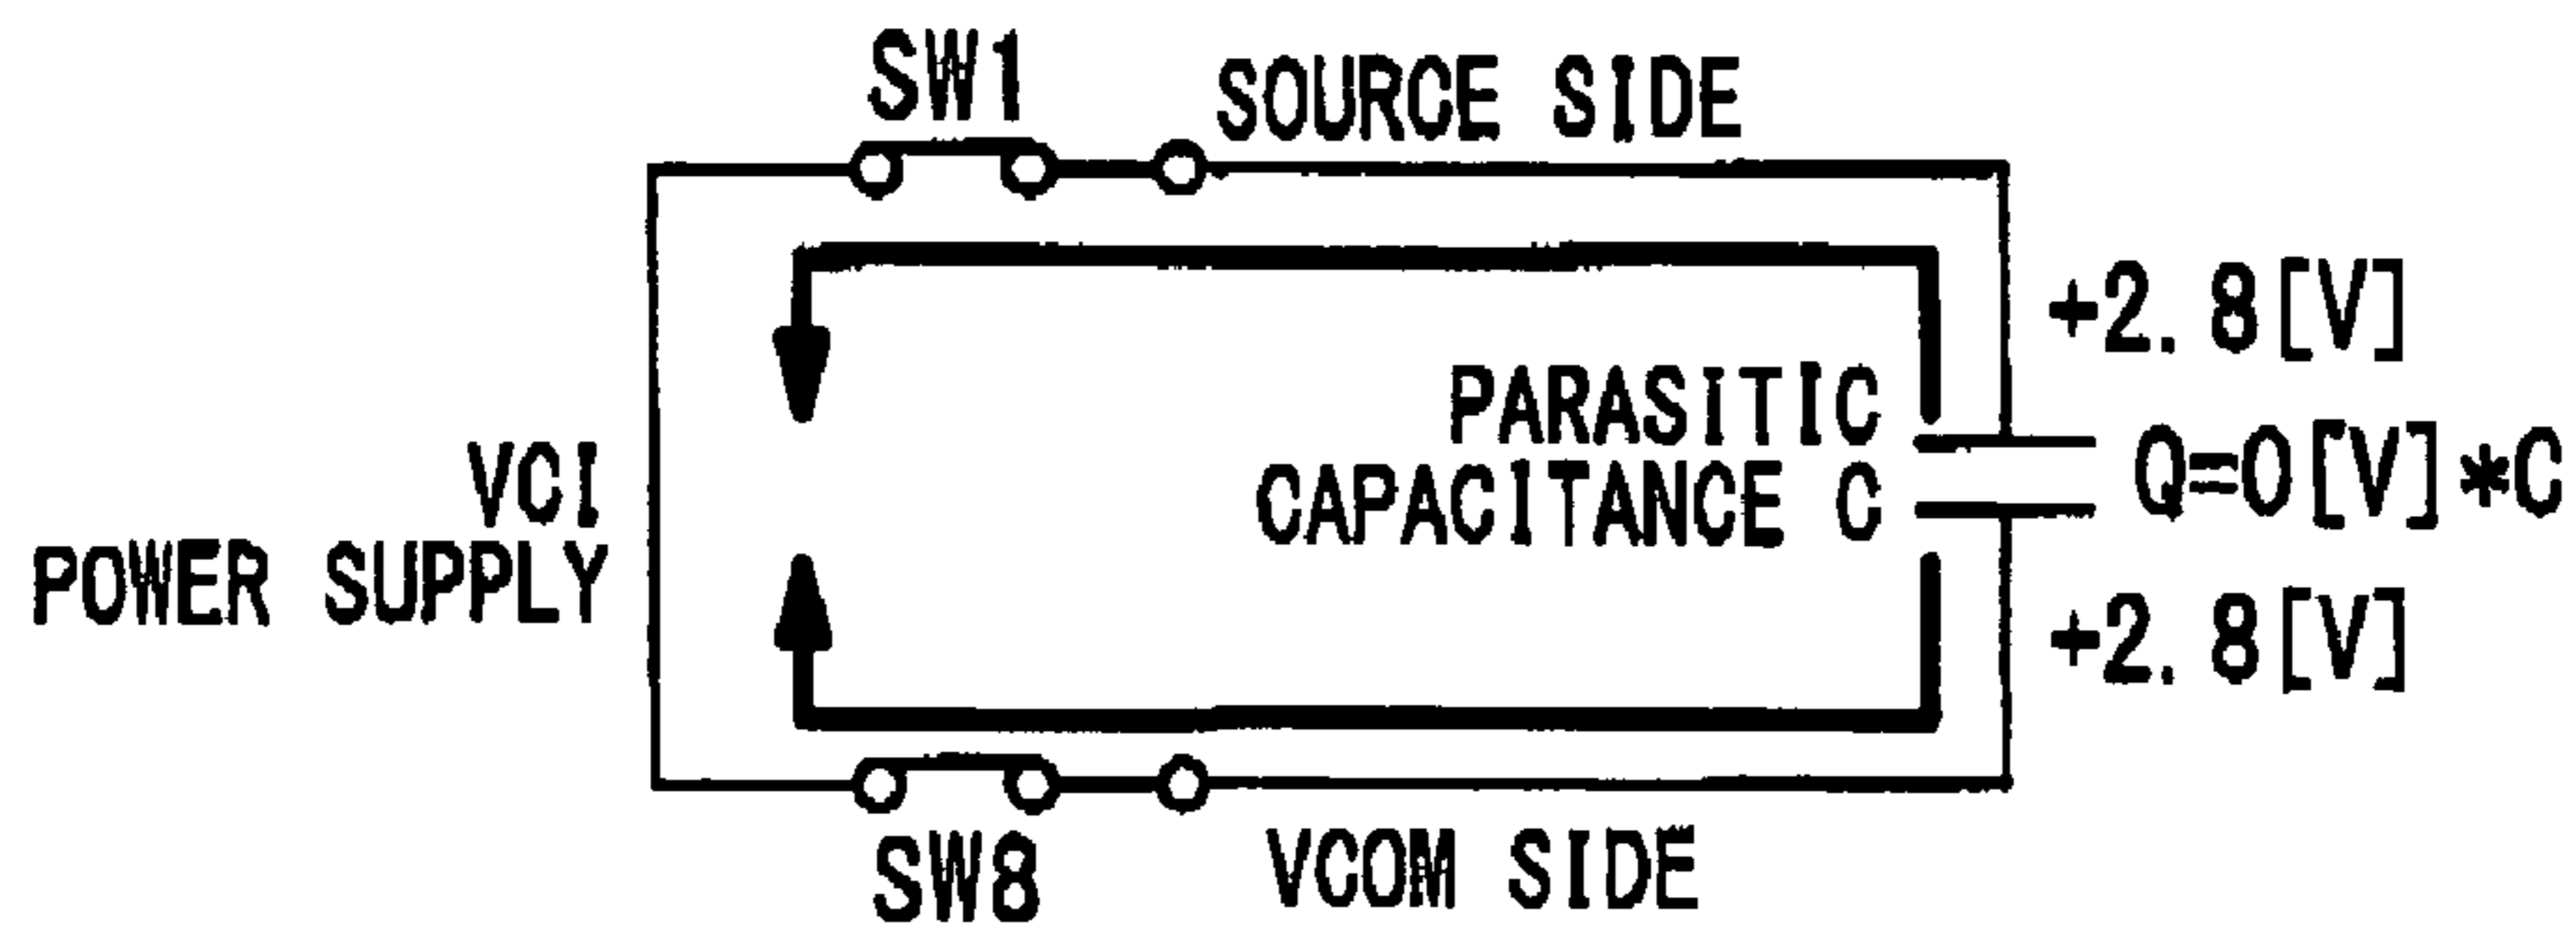 SW1
SOURCE SIDE
+2.8[V]
PARASITIC
CAPACITANCE C
Q=0[V]*C
VCI
POWER SUPPLY
+2.8[V]
SW8
VCOM SIDE